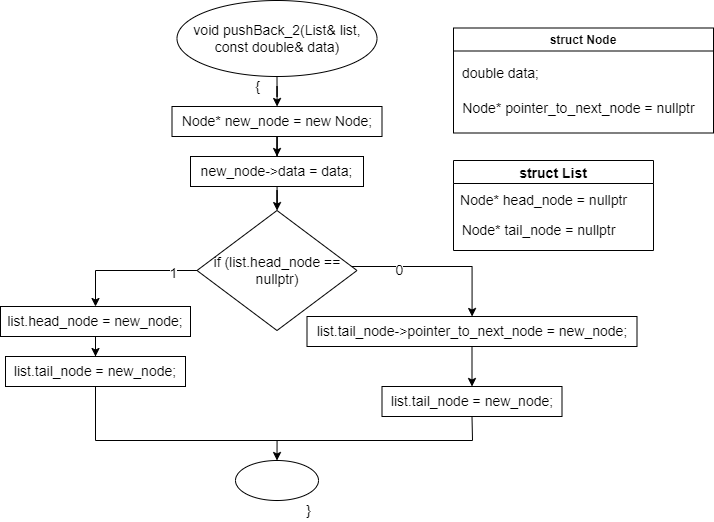 void pushBack_2(List& list,
const double& data)
{
Node* new_node = new Node;
new_node->data = data;
if (list.head_node ==
nullptr)
1
0
list.head_node = new_node;
list.tail_node = new_node;
list.tail_node->pointer_to_next_node = new_node;
list.tail_node = new_node;
}
struct Node
double data;
Node* pointer_to_next_node = nullptr
struct List
Node* head_node = nullptr
Node* tail_node = nullptr